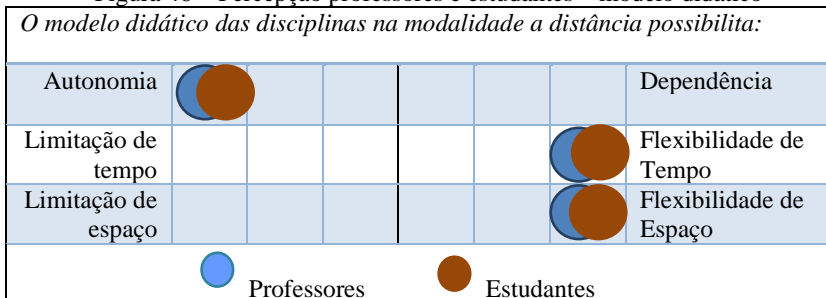 O modelo didático das disciplinas na modalidade a distância possibilita:
Autonomia Dependência
Limitação de Flexibilidade de
tempo Tempo
Limitação de Flexibilidade de
espaço Espaço
Professores Estudantes